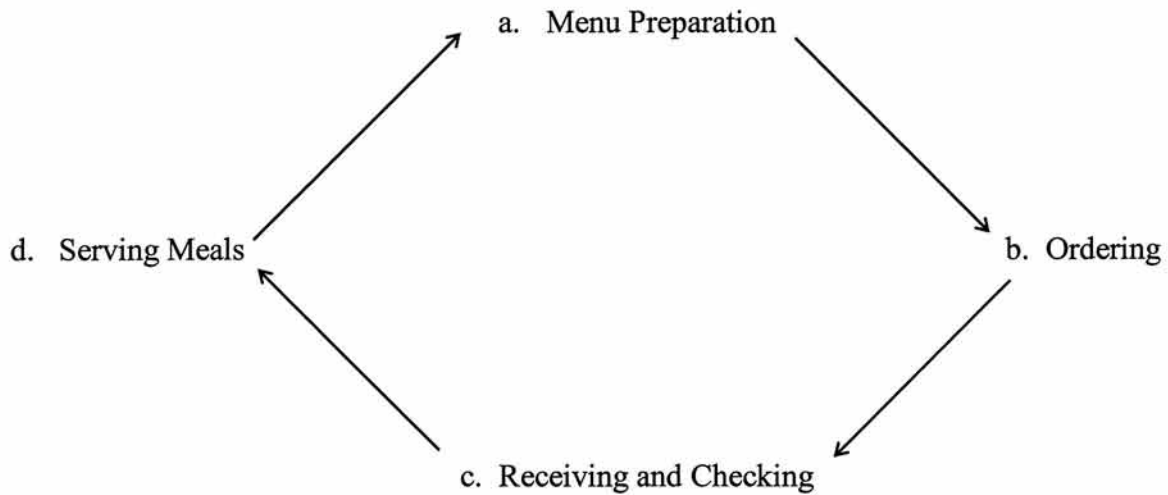 a. Menu Preparation
d. Serving Meals
b. Ordering
c. Receiving and Checking